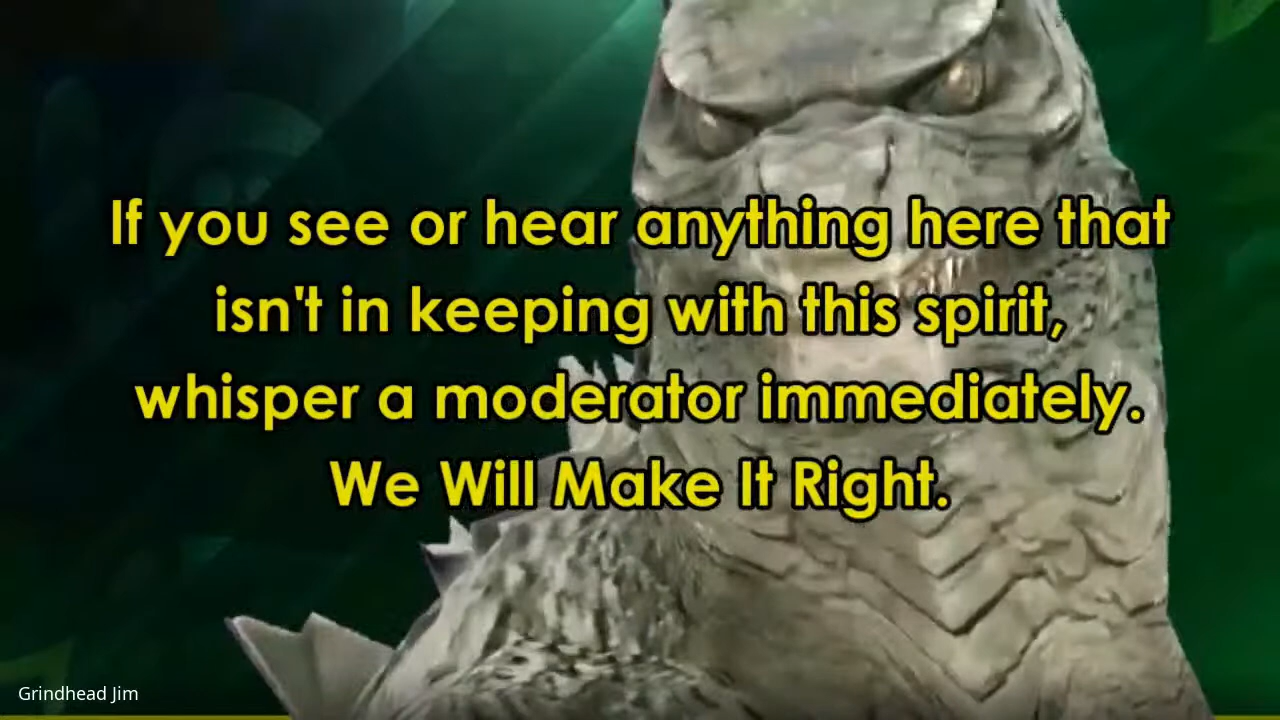 If you see or hear anything here that
isn't in keeping with this spirit,
whisper a moderator immediately.
We Will Make It Right.
Grindhead Jim